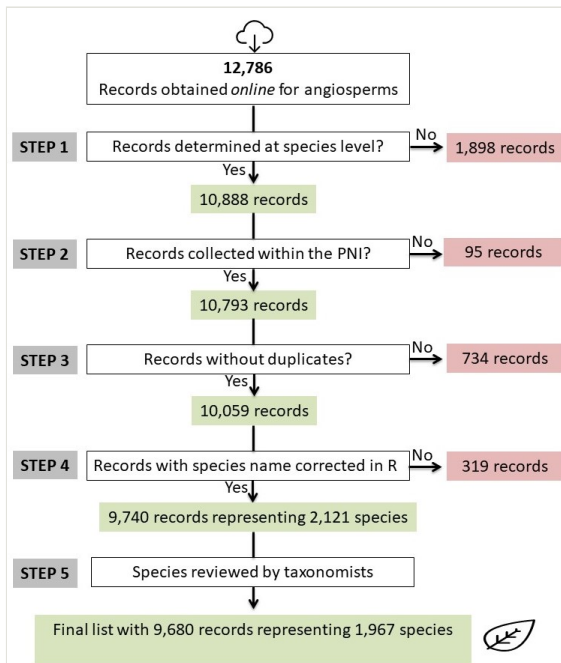 12,786
Records obtained online for angiosperms
STEP 1
Records determined at species level?
No
1,898 records
Yes
10,888 records
STEP 2
Records collected within the PNI?
No
95 records
Yes
10,793 records
STEP 3
Records without duplicates?
No
734 records
Yes
10,059 records
STEP 4
Records with species name corrected in R
No
319 records
Yes
9,740 records representing 2,121 species
STEP 5
Species reviewed by taxonomists
Final list with 9,680 records representing 1,967 species